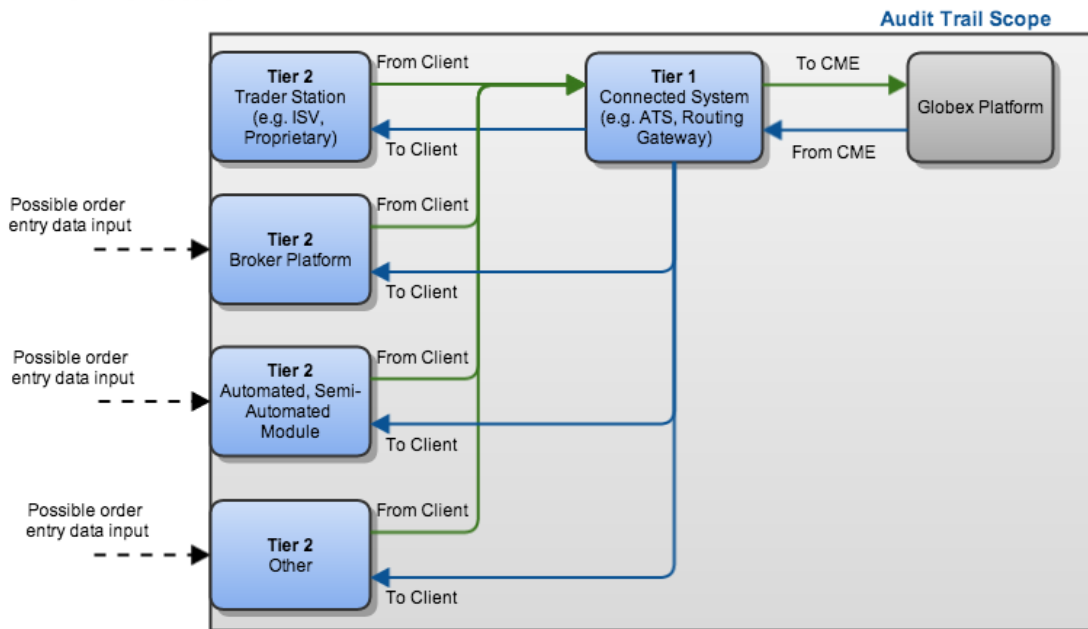 Audit Trail Scope
Tier 2
Trader Station
(e.g. ISV,
Proprietary)
From Client
To Client
Tier 1
Connected System
(e.g. ATS, Routing
Gateway)
To CME
From CME
Globex Platform
Possible order
entry data input
Tier 2
Broker Platform
From Client
To Client
Possible order
entry data input
Tier 2
Automated, Semi-
Automated
Module
From Client
To Client
Possible order
entry data input
Tier 2
Other
From Client
To Client